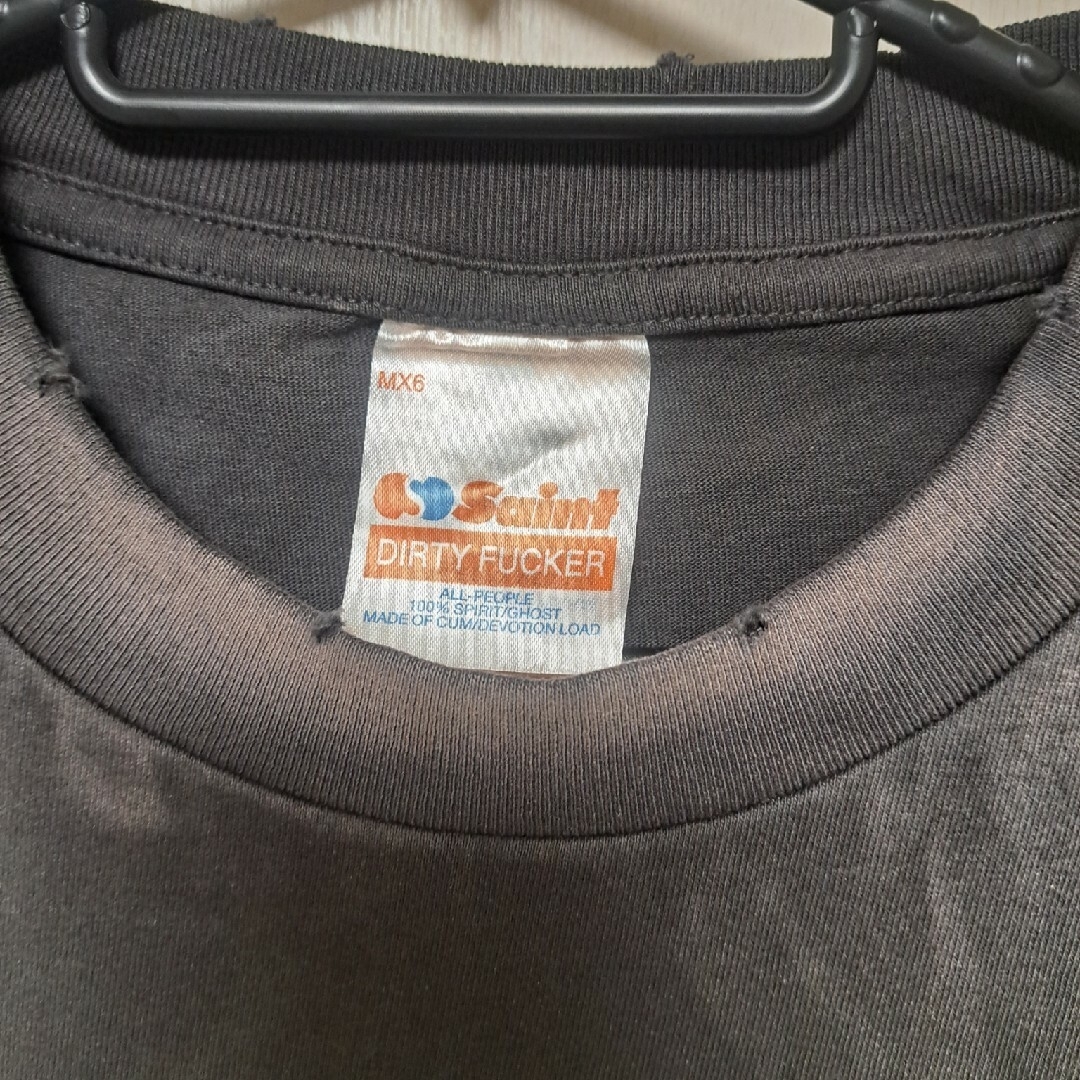 MX6
Saint
DIRTY FUCKER
ALL-PEOPLE
100% SPIRIT/GHOST
MADE OF CUM/DEVOTION LOAD